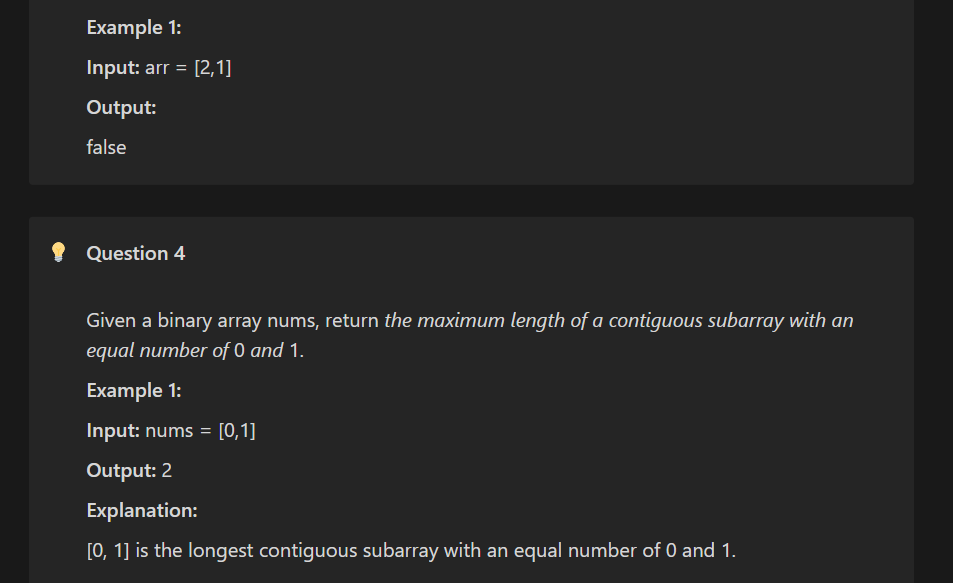 Example 1:
Input: arr = [2,1]
Output:
false
Question 4
Given a binary array nums, return the maximum length of a contiguous subarray with an
equal number of 0 and 1.
Example 1:
Input: nums = [0,1]
Output: 2
Explanation:
[0, 1] is the longest contiguous subarray with an equal number of 0 and 1.